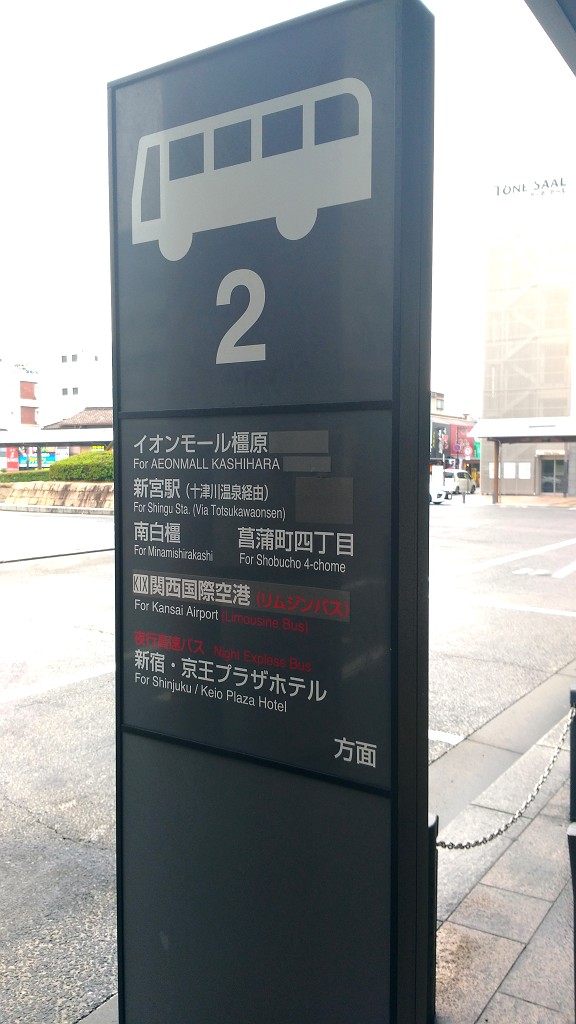 TONE SAAL
2
イオンモール橿原
For AEONMALL KASHIHARA
新宮駅（十津川温泉経由）
For Shingu Sta. (Via Totsukawaonsen)
南白橿 菖蒲町四丁目
For Minamishirakashi For Shobucho 4-chome
KIX関西国際空港（リムジンバス）
For Kansai Airport (Limousine Bus)
夜行高速バス Night Express Bus
新宿・京王プラザホテル
For Shinjuku / Keio Plaza Hotel
方面